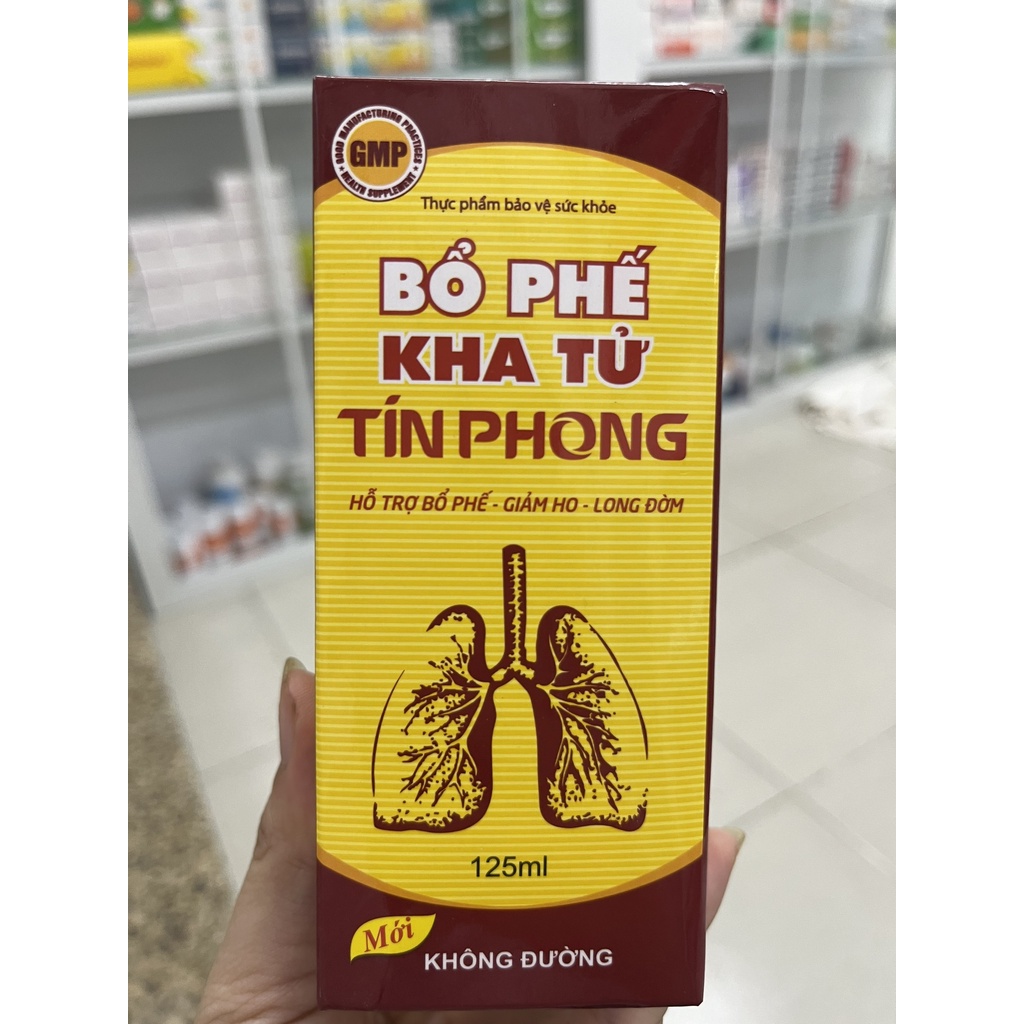 GOOD MANUFACTURING PRACTICES
GMP
HEALTH SUPPLEMENT
Thực phẩm bảo vệ sức khỏe
BỔ PHẾ
KHA TỬ
TÍN PHONG
HỖ TRỢ BỔ PHẾ - GIẢM HO - LONG ĐỜM
125ml
Mới
KHÔNG ĐƯỜNG